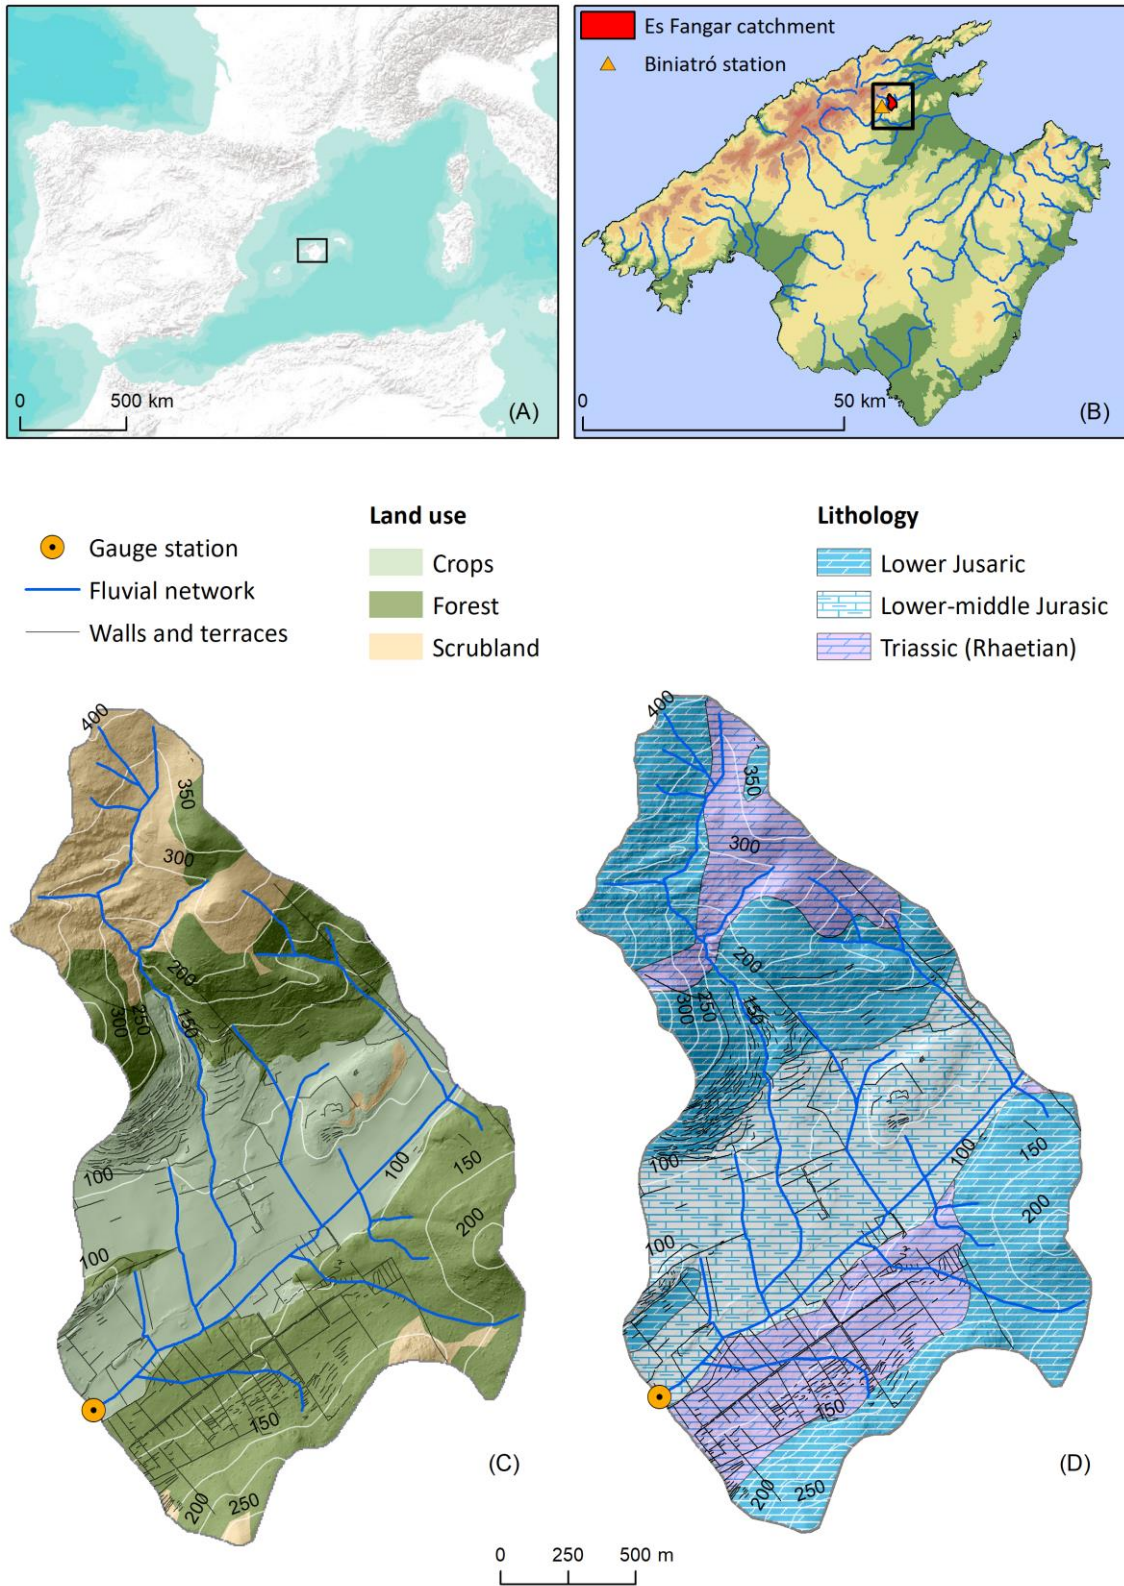 Es Fangar catchment
Biniatró station
0 500 km
(A)
0 50 km
(B)
Gauge station
Fluvial network
Walls and terraces
Land use
Crops
Forest
Scrubland
Lithology
Lower Jusaric
Lower-middle Jurasic
Triassic (Rhaetian)
400
350
300
200
300
250
150
100
100
150
200
100
150
200
250
(C)
400
350
300
200
300
250
150
100
100
150
200
100
150
200
250
(D)
0 250 500 m